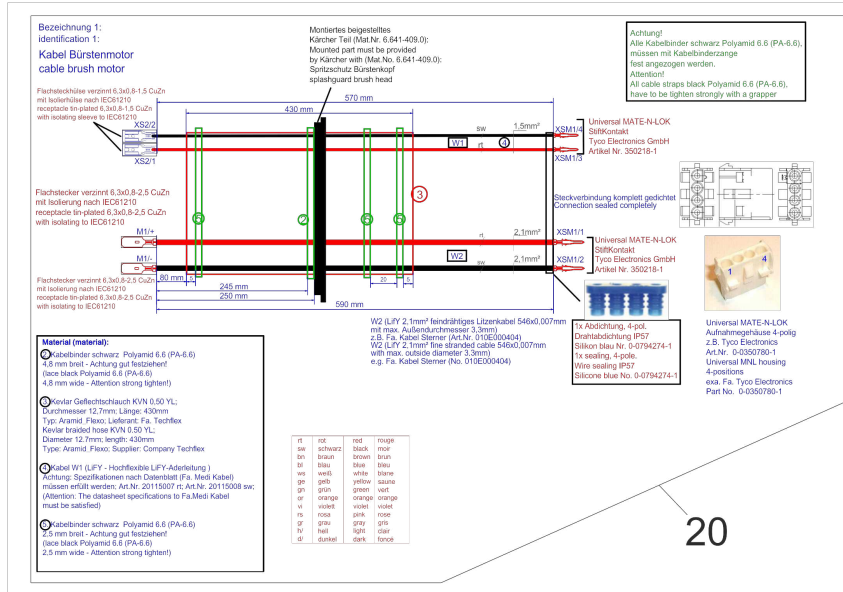 Bezeichnung 1:
identification 1:
Kabel Bürstenmotor
cable brush motor
Montiertes beigestelltes
Kärcher Teil (Mat.Nr. 6.641-409.0):
Mounted part must be provided
by Kärcher with (Mat.No. 6.641-409.0):
Spritzschutz Bürstenkopf
splashguard brush head
Achtung!
Alle Kabelbinder schwarz Polyamid 6.6 (PA-6.6),
müssen mit Kabelbinderzange
fest angezogen werden.
Attention!
All cable straps black Polyamid 6.6 (PA-6.6),
have to be tighten strongly with a grapper
Flachsteckhülse verzinnt 6,3x0,8-1,5 CuZn
mit Isolierhülse nach IEC61210
receptacle tin-plated 6,3x0,8-1,5 CuZn
with isolating sleeve to IEC61210
570 mm
430 mm
XS2/2
XS2/1
sw
1,5mm²
W1
4
rt
XSM1/4
XSM1/3
Universal MATE-N-LOK
StiftKontakt
Tyco Electronics GmbH
Artikel Nr. 350218-1
Flachstecker verzinnt 6,3x0,8-2,5 CuZn
mit Isolierung nach IEC61210
receptacle tin-plated 6,3x0,8-2,5 CuZn
with isolating to IEC61210
2
3
Steckverbindung komplett gedichtet
Connection sealed completely
M1/+
M1/-
rt
2,1mm²
W2
sw
2,1mm²
XSM1/1
XSM1/2
Universal MATE-N-LOK
StiftKontakt
Tyco Electronics GmbH
Artikel Nr. 350218-1
1
4
Flachstecker verzinnt 6,3x0,8-2,5 CuZn
mit Isolierung nach IEC61210
receptacle tin-plated 6,3x0,8-2,5 CuZn
with isolating to IEC61210
80 mm
5
20
5
245 mm
250 mm
590 mm
W2 (LifY 2,1mm² feindrähtiges Litzenkabel 546x0,007mm
mit max. Außendurchmesser 3,3mm)
z.B. Fa. Kabel Sterner (Art.Nr. 010E000404)
W2 (LifY 2,1mm² fine stranded cable 546x0,007mm
with max. outside diameter 3,3mm)
e.g. Fa. Kabel Sterner (No. 010E000404)
1x Abdichtung, 4-pol.
Drahtabdichtung IP57
Silikon blau Nr. 0-0794274-1
1x sealing, 4-pole.
Wire sealing IP57
Silicone blue No. 0-0794274-1
Universal MATE-N-LOK
Aufnahmegehäuse 4-polig
z.B. Tyco Electronics
Art.Nr. 0-0350780-1
Universal MNL housing
4-positions
exa. Fa. Tyco Electronics
Part No. 0-0350780-1
Material (material):
2. Kabelbinder schwarz Polyamid 6.6 (PA-6.6)
4,8 mm breit - Achtung gut festziehen!
(lace black Polyamid 6.6 (PA-6.6)
4,8 mm wide - Attention strong tighten!)
3. Kevlar Geflechtschlauch KVN 0,50 YL;
Durchmesser 12,7mm; Länge: 430mm
Typ: Aramid_Flexo; Lieferant: Fa. Techflex
Kevlar braided hose KVN 0,50 YL;
Diameter 12.7mm; length: 430mm
Type: Aramid_Flexo; Supplier: Company Techflex
4. Kabel W1 (LiFY - Hochflexible LiFY-Aderleitung )
Achtung: Spezifikationen nach Datenblatt (Fa. Medi Kabel)
müssen erfüllt werden; Art.Nr. 20115007 rt; Art.Nr. 20115008 sw;
(Attention: The datasheet specifications to Fa.Medi Kabel
must be satisfied)
5. Kabelbinder schwarz Polyamid 6.6 (PA-6.6)
2,5 mm breit - Achtung gut festziehen!
(lace black Polyamid 6.6 (PA-6.6)
2,5 mm wide - Attention strong tighten!)
rt rot red rouge
sw schwarz black moir
bn braun brown brun
bl blau blue bleu
ws weiß white blane
ge gelb yellow saune
gn grün green vert
or orange orange orange
vi violett violet violet
rs rosa pink rose
gr grau gray gris
h/ hell light clair
d/ dunkel dark foncé
20